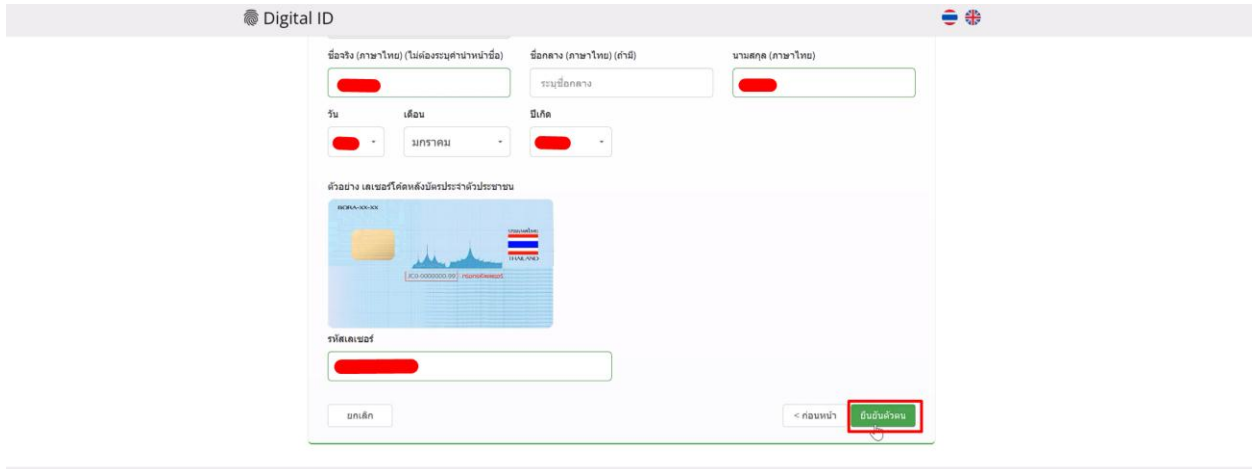 Digital ID
ชื่อจริง (ภาษาไทย) (ไม่ต้องระบุคำนำหน้าชื่อ) ชื่อกลาง (ภาษาไทย) (ถ้ามี) นามสกุล (ภาษาไทย)
ระบุชื่อกลาง
วัน เดือน ปีเกิด
มกราคม
ตัวอย่าง เลเซอร์โค้ดหลังบัตรประจำตัวประชาชน
BORA-XX-XX
THAILAND
รหัสเลเซอร์
ยกเลิก < ก่อนหน้า ยืนยันตัวตน